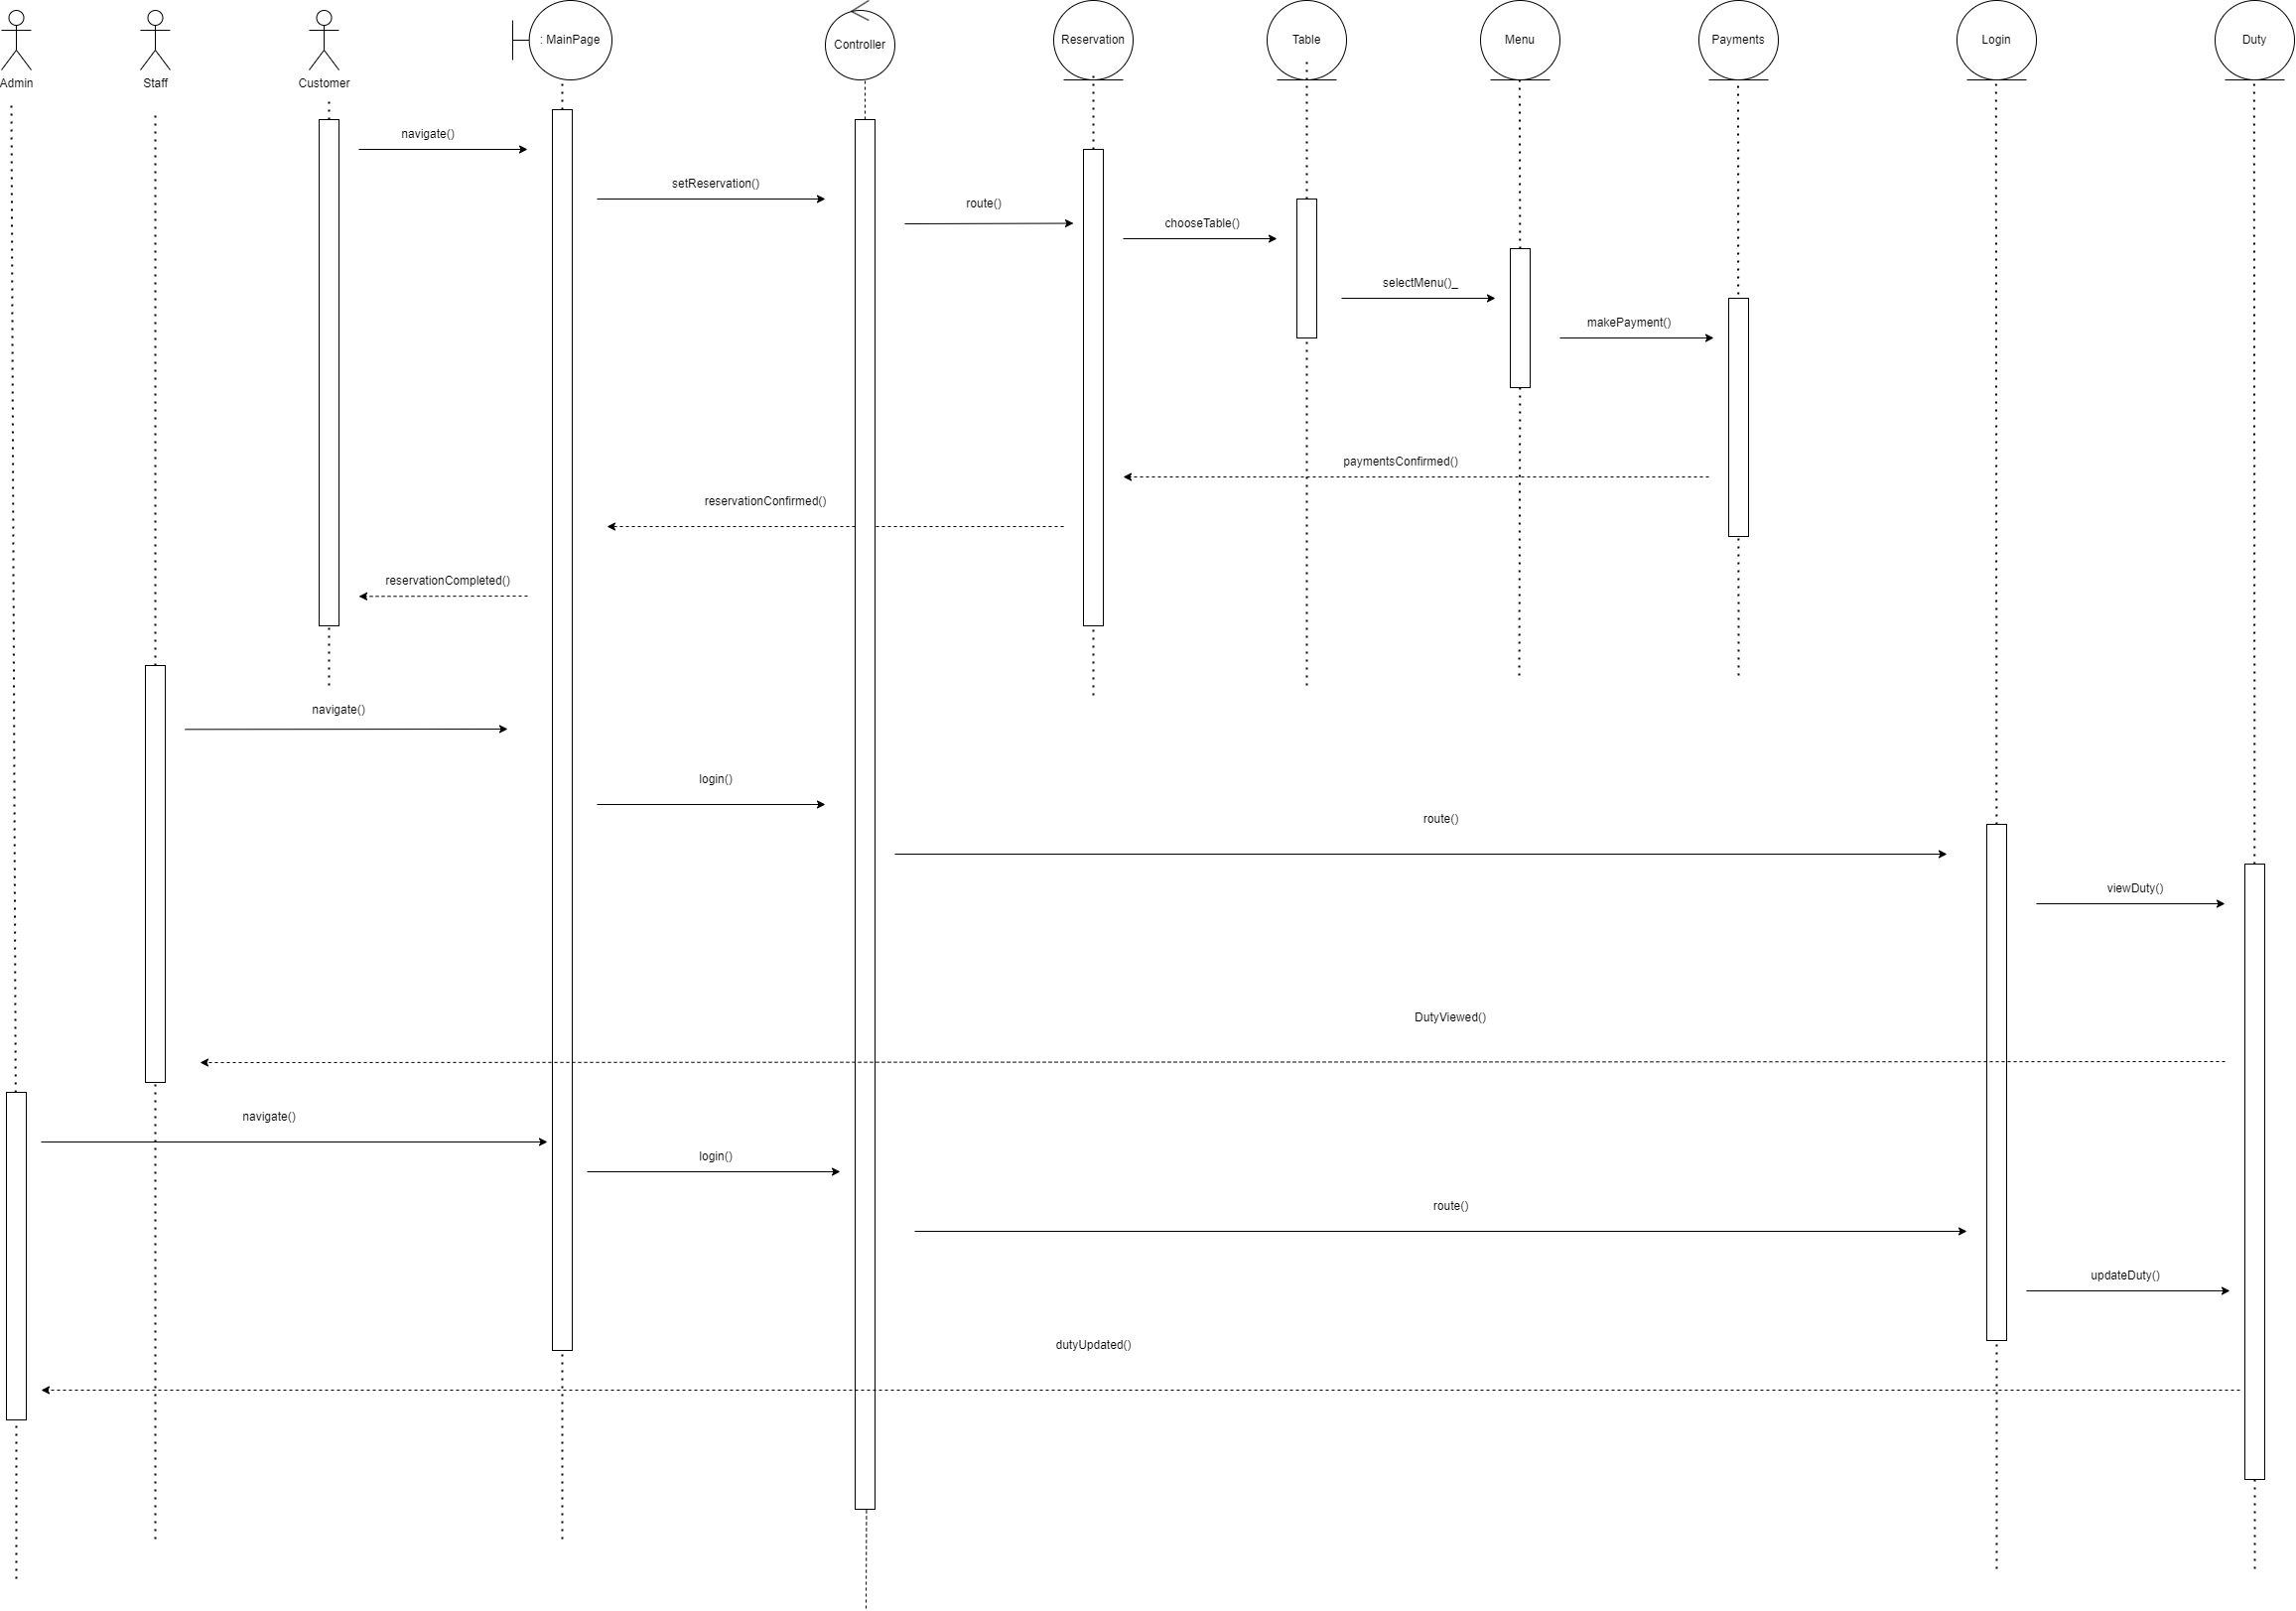 Admin
Staff
Customer
: MainPage
Controller
Reservation
Table
Menu
Payments
Login
Duty
navigate()
setReservation()
route()
chooseTable()
selectMenu()_
makePayment()
paymentsConfirmed()
reservationConfirmed()
reservationCompleted()
navigate()
login()
route()
viewDuty()
DutyViewed()
navigate()
login()
route()
updateDuty()
dutyUpdated()